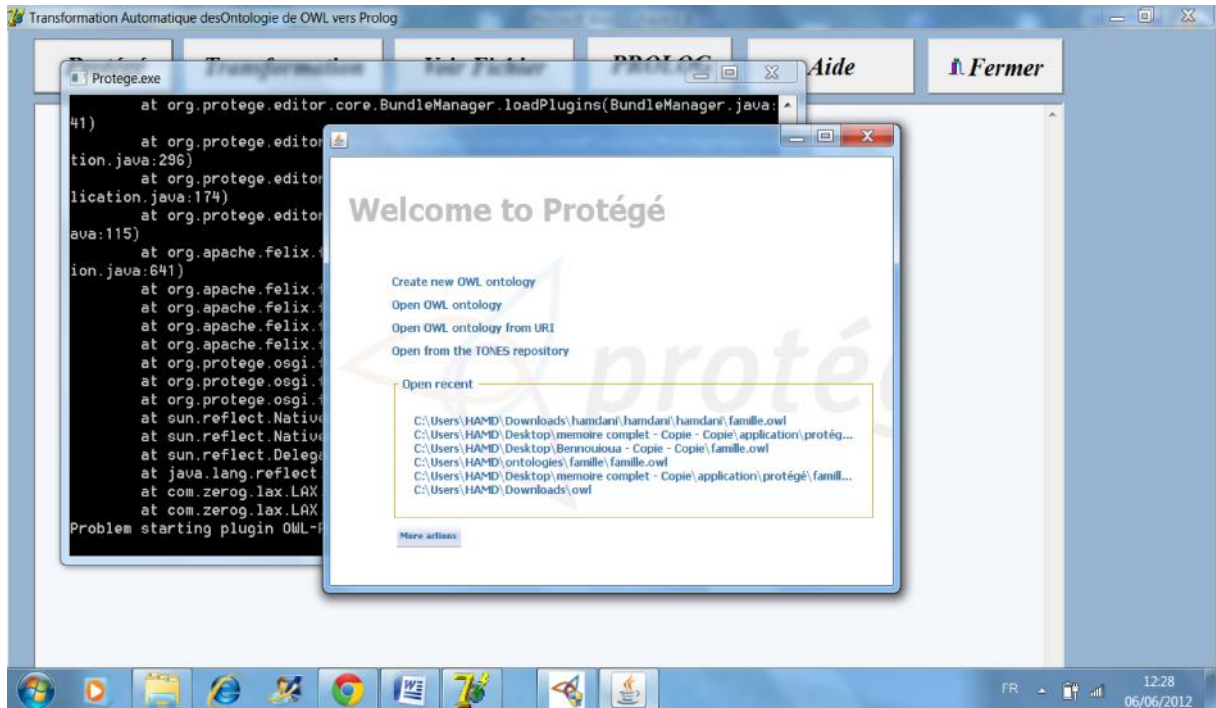 Transformation Automatique desOntologie de OWL vers Prolog
Protégé Transformation Voir Fichier PROLOG Aide Fermer
Protege.exe
at org.protege.editor.core.BundleManager.loadPlugins(BundleManager.java:
41)
at org.protege.editor
tion.java:296)
at org.protege.editor
lication.java:174)
at org.protege.editor
ava:115)
at org.apache.felix.
ion.java:641)
at org.apache.felix.
at org.apache.felix.
at org.apache.felix.
at org.apache.felix.
at org.protege.osgi.
at org.protege.osgi.
at org.protege.osgi.
at sun.reflect.Native
at sun.reflect.Native
at sun.reflect.Delega
at java.lang.reflect
at com.zerog.lax.LAX
at com.zerog.lax.LAX
Problem starting plugin OWL-
Welcome to Protégé
Create new OWL ontology
Open OWL ontology
Open OWL ontology from URI
Open from the TONES repository
proté
Open recent
C:\Users\HAMD\Downloads\hamdani\hamdani\hamdani\famille.owl
C:\Users\HAMD\Desktop\memoire complet - Copie - Copie\application\protég...
C:\Users\HAMD\Desktop\Bennouioua - Copie - Copie\famille.owl
C:\Users\HAMD\ontologies\famille\famille.owl
C:\Users\HAMD\Desktop\memoire complet - Copie\application\protégé\famill...
C:\Users\HAMD\Downloads\owl
More actions
FR
12:28
06/06/2012